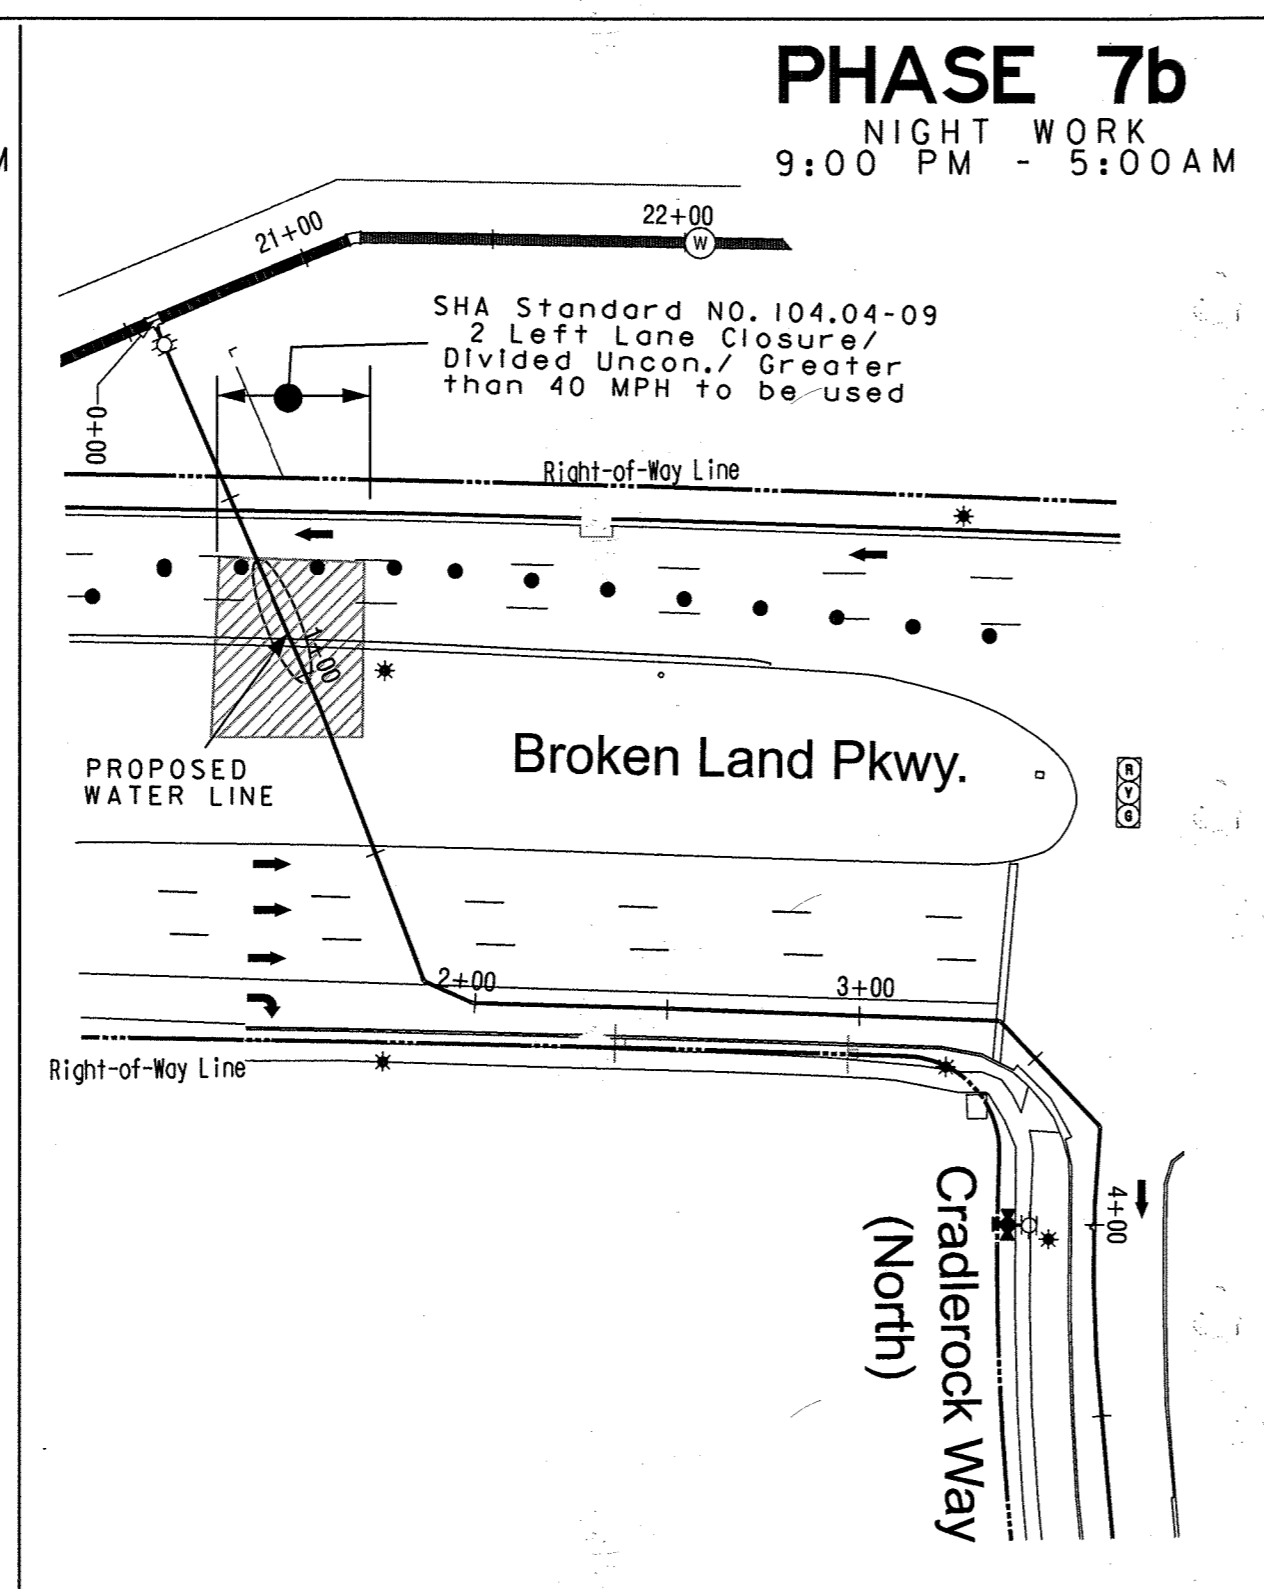 PHASE 7b
NIGHT WORK
9:00 PM - 5:00AM
M
21+00
22+00
W
SHA Standard NO. 104.04-09
2 Left Lane Closure/
Divided Uncon./ Greater
than 40 MPH to be used
0+00
Right-of-Way Line
1+00
PROPOSED
WATER LINE
Broken Land Pkwy.
R
Y
G
2+00
3+00
Right-of-Way Line
4+00
Cradlerock Way
(North)